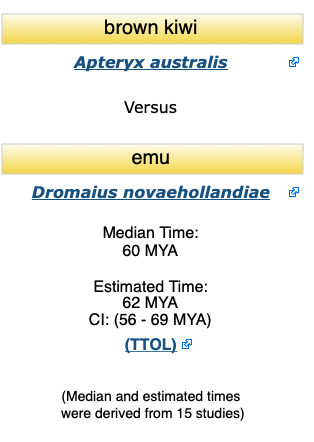 brown kiwi
Apteryx australis
Versus
emu
Dromaius novaehollandiae
Median Time:
60 MYA
Estimated Time:
62 MYA
CI: (56 - 69 MYA)
(TTOL)
(Median and estimated times
were derived from 15 studies)